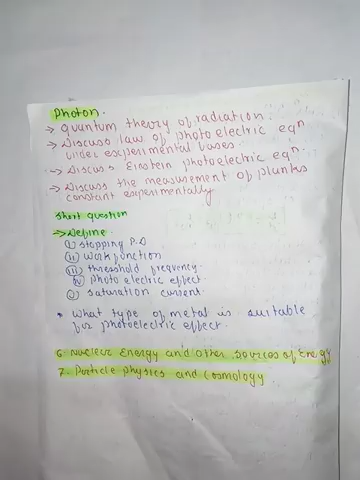 Photon.
→ quantum theory of radiation.
→ Discuss law of photoelectric eqn
under experimental bases.
→ Discuss Einstein photoelectric eqn.
→ Discuss the measurement of planks
constant experimentally
short question
→ Define.
(i) stopping P.D
(ii) work function
(iii) threshold frequency.
(iv) photo electric effect.
(v) saturation current.
* what type of metal is suitable
for photoelectric effect.
6. Nuclear Energy and other sources of Energy
7. Particle physics and cosmology